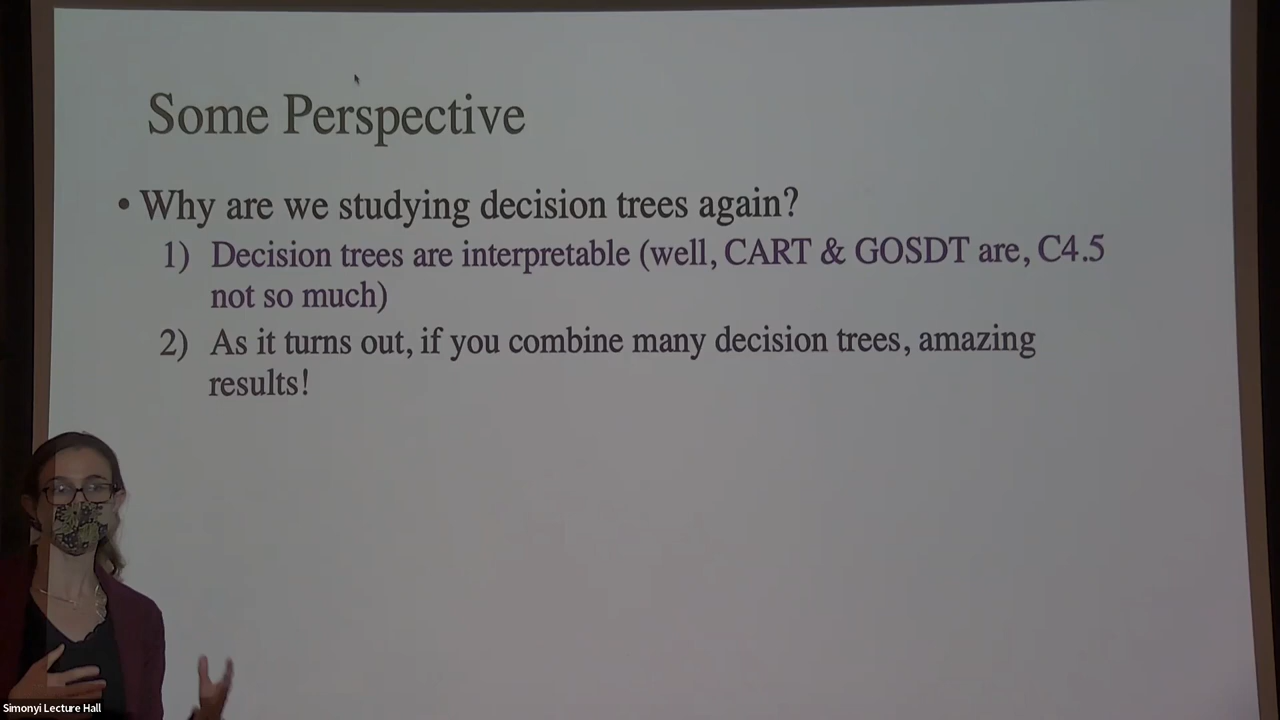 Some Perspective
• Why are we studying decision trees again?
1) Decision trees are interpretable (well, CART & GOSDT are, C4.5
not so much)
2) As it turns out, if you combine many decision trees, amazing
results!
Simonyi Lecture Hall